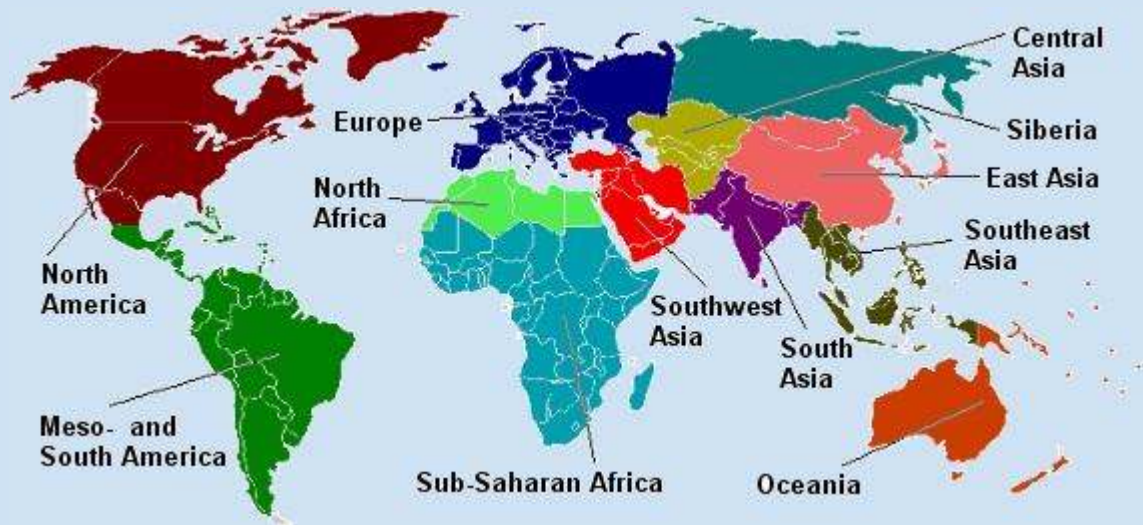 Central
Asia
Europe
Siberia
North
Africa
East Asia
Southeast
Asia
North
America
Southwest
Asia
South
Asia
Meso- and
South America
Sub-Saharan Africa
Oceania